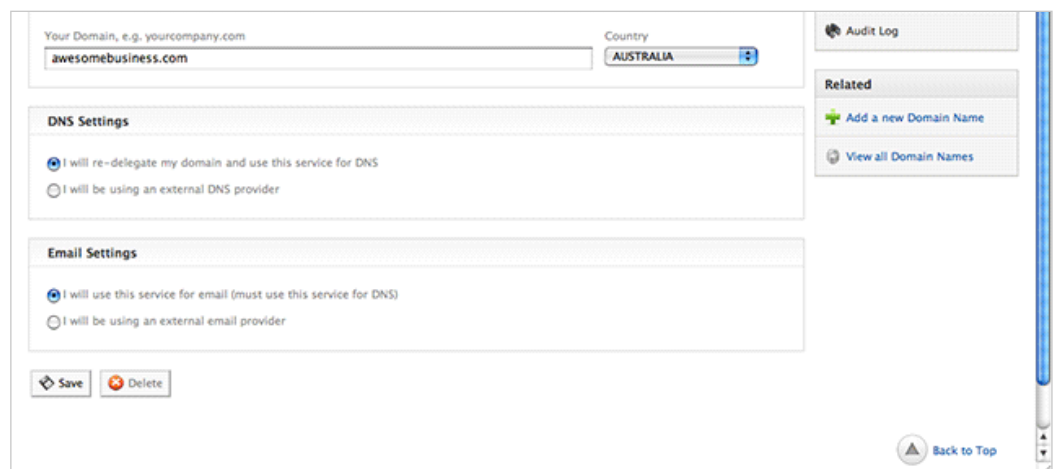 Your Domain, e.g. yourcompany.com
awesomebusiness.com
Country
AUSTRALIA
DNS Settings
I will re-delegate my domain and use this service for DNS
I will be using an external DNS provider
Email Settings
I will use this service for email (must use this service for DNS)
I will be using an external email provider
Save
Delete
Audit Log
Related
Add a new Domain Name
View all Domain Names
Back to Top